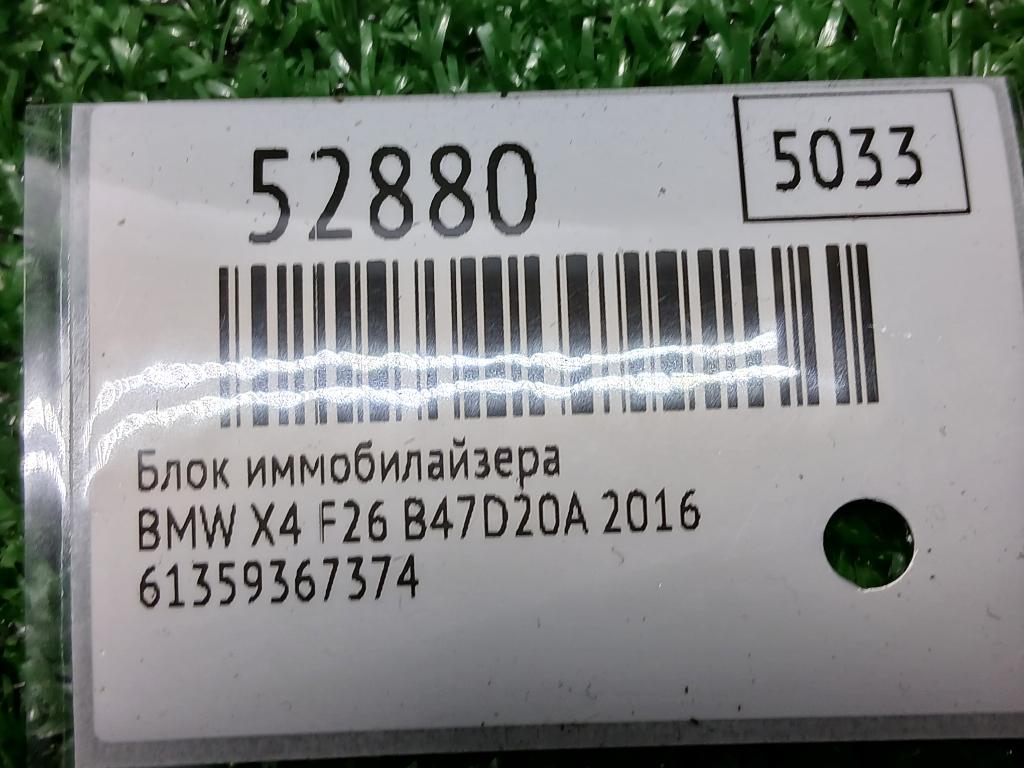 52880
5033
Блок иммобилайзера
BMW X4 F26 B47D20A 2016
61359367374